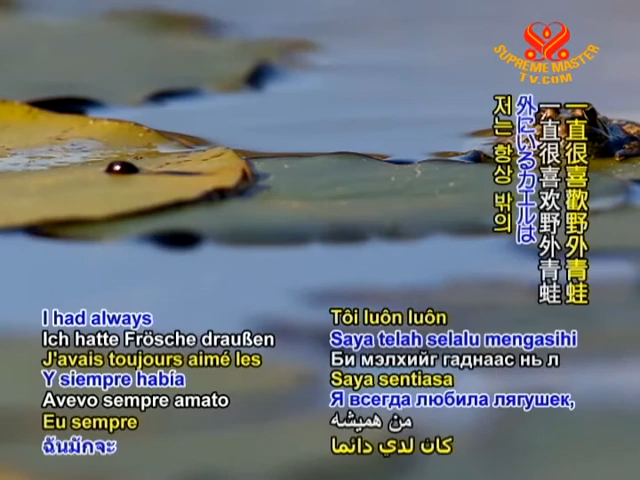 SUPREME MASTER
TV.COM
一直很喜歡野外青蛙
一直很喜欢野外青蛙
外にいるカエルは
저는 항상 밖의
I had always
Ich hatte Frösche draußen
J'avais toujours aimé les
Y siempre había
Avevo sempre amato
Eu sempre
ฉันมักจะ
Tôi luôn luôn
Saya telah selalu mengasihi
Би мэлхийг гаднаас нь л
Saya sentiasa
Я всегда любила лягушек,
من همیشه
كان لدي دائما